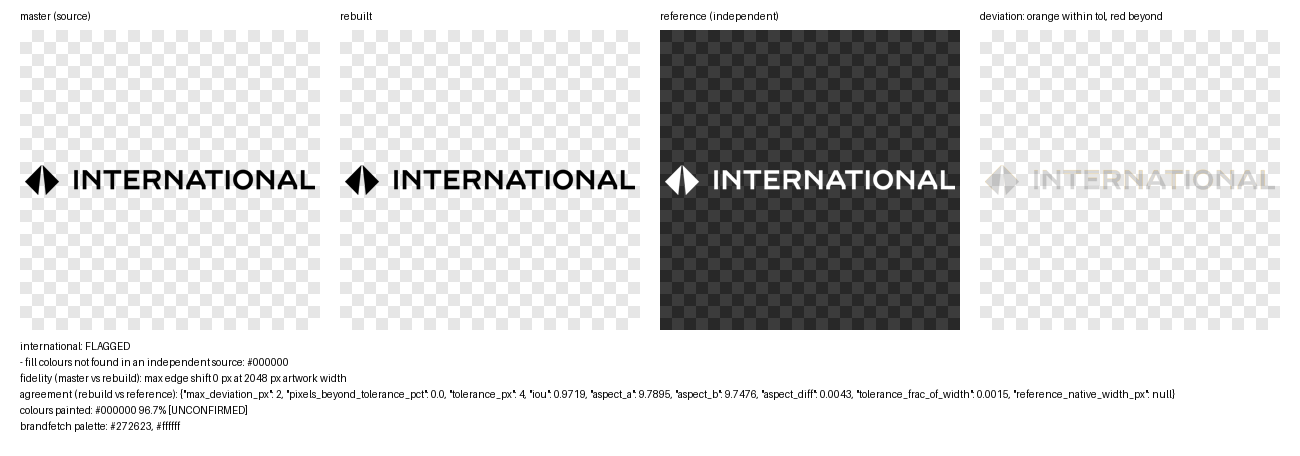 master (source)
rebuilt
reference (independent)
deviation: orange within tol, red beyond
INTERNATIONAL
INTERNATIONAL
INTERNATIONAL
INTERNATIONAL
international: FLAGGED
- fill colours not found in an independent source: #000000
fidelity (master vs rebuild): max edge shift 0 px at 2048 px artwork width
agreement (rebuild vs reference): {"max_deviation_px": 2, "pixels_beyond_tolerance_pct": 0.0, "tolerance_px": 4, "iou": 0.9719, "aspect_a": 9.7895, "aspect_b": 9.7476, "aspect_diff": 0.0043, "tolerance_frac_of_width": 0.0015, "reference_native_width_px": null}
colours painted: #000000 96.7% [UNCONFIRMED]
brandfetch palette: #272623, #ffffff